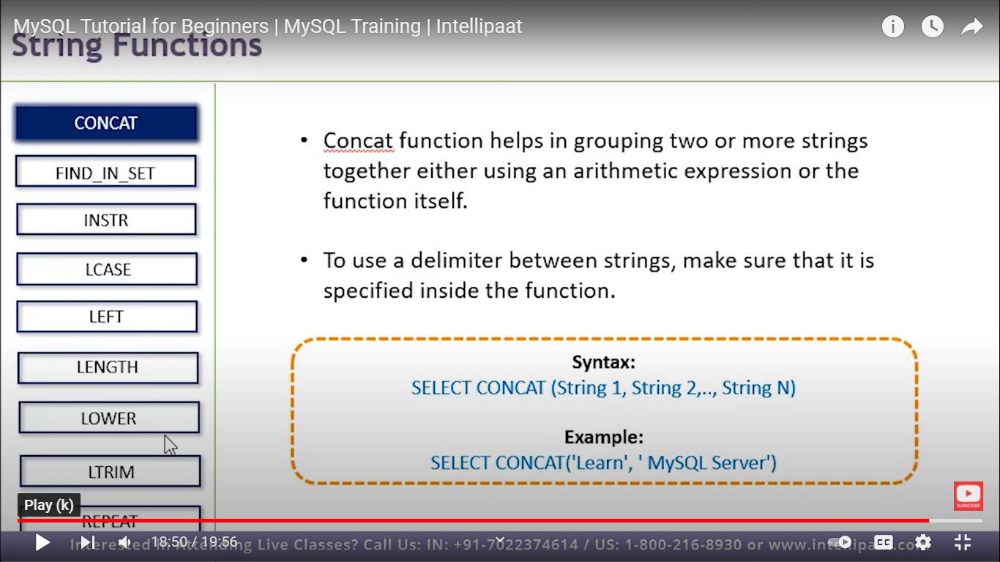 MySQL Tutorial for Beginners | MySQL Training | Intellipaat
String Functions
CONCAT
FIND_IN_SET
INSTR
LCASE
LEFT
LENGTH
LOWER
LTRIM
REPEAT
• Concat function helps in grouping two or more strings
together either using an arithmetic expression or the
function itself.
• To use a delimiter between strings, make sure that it is
specified inside the function.
Syntax:
SELECT CONCAT (String 1, String 2,.., String N)
Example:
SELECT CONCAT('Learn', ' MySQL Server')
SUBSCRIBE
Play (k)
18:50 / 19:56
Interested in Attending Live Classes? Call Us: IN: +91-7022374614 / US: 1-800-216-8930 or www.intellipaat.com
CC